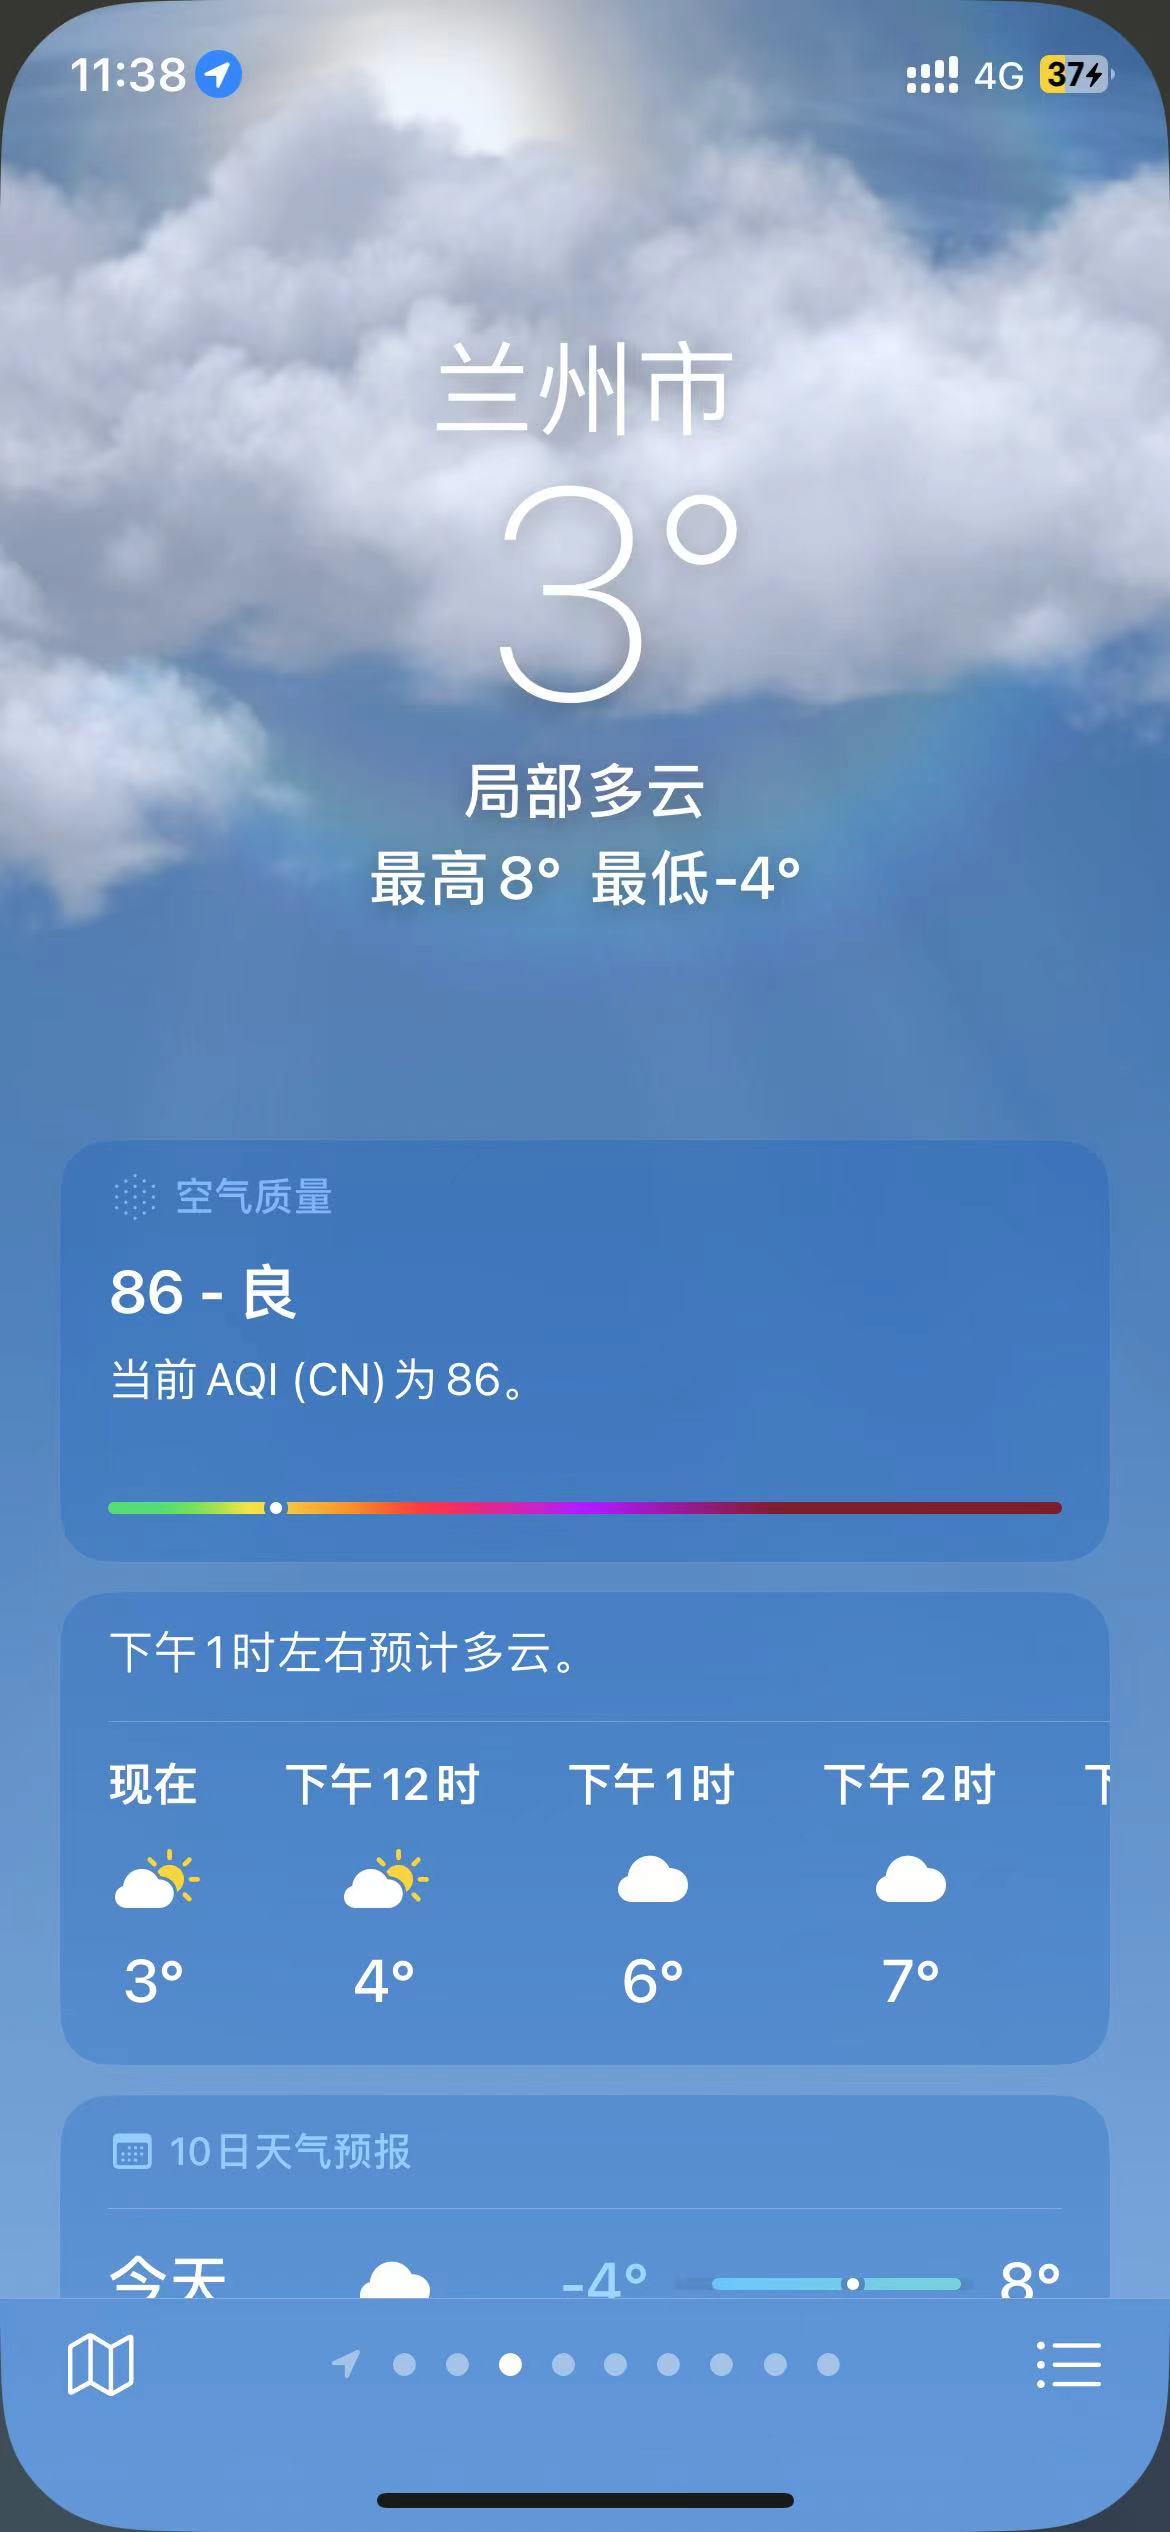 11:38 4G 37
兰州市
3°
局部多云
最高8° 最低-4°
空气质量
86 - 良
当前 AQI (CN) 为 86。
下午1时左右预计多云。
现在 下午12时 下午1时 下午2时 下
3° 4° 6° 7°
10日天气预报
今天 -4° 8°